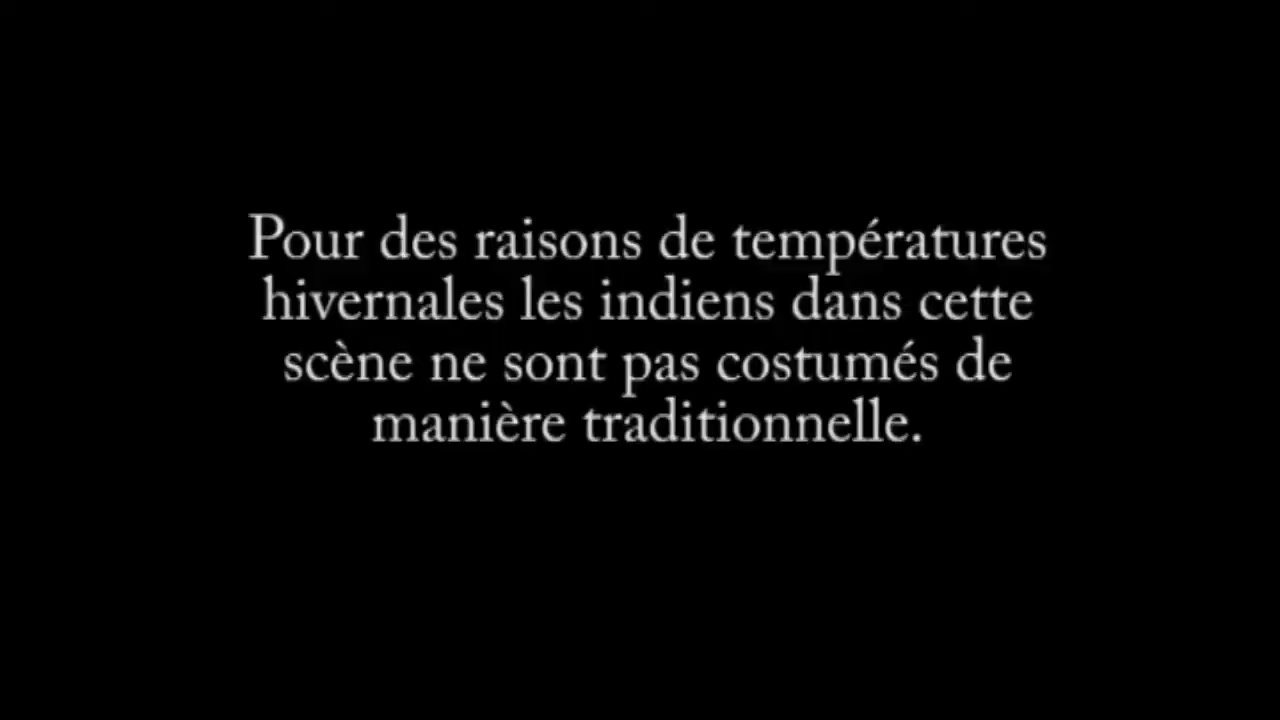 Pour des raisons de températures
hivernales les indiens dans cette
scène ne sont pas costumés de
manière traditionnelle.